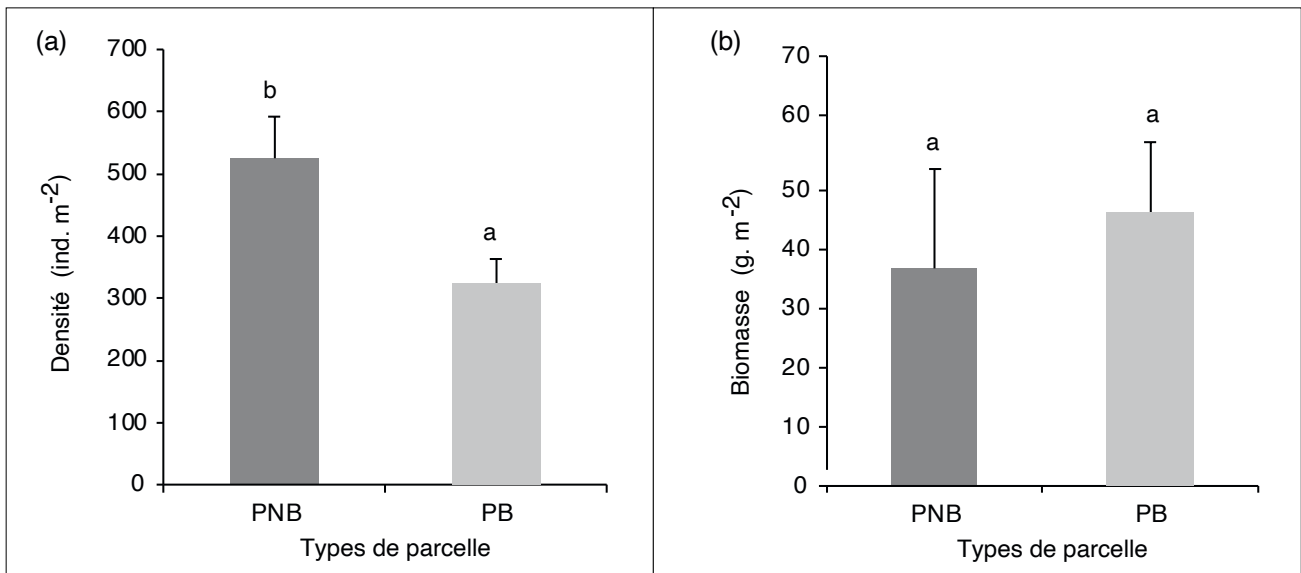 (a)
700
600
500
400
300
200
100
0
Densité (ind. m-2)
b
a
PNB PB
Types de parcelle
(b)
70
60
50
40
30
20
10
0
Biomasse (g. m-2)
a
a
PNB PB
Types de parcelle